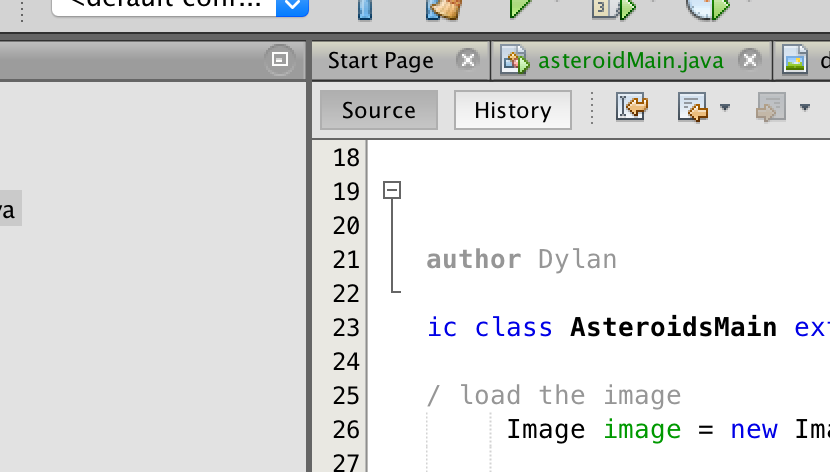 <default conf...
Start Page
asteroidMain.java
Source
History
va
18
19
20
21 author Dylan
22
23 ic class AsteroidsMain ext
24
25 / load the image
26 Image image = new Ima
27